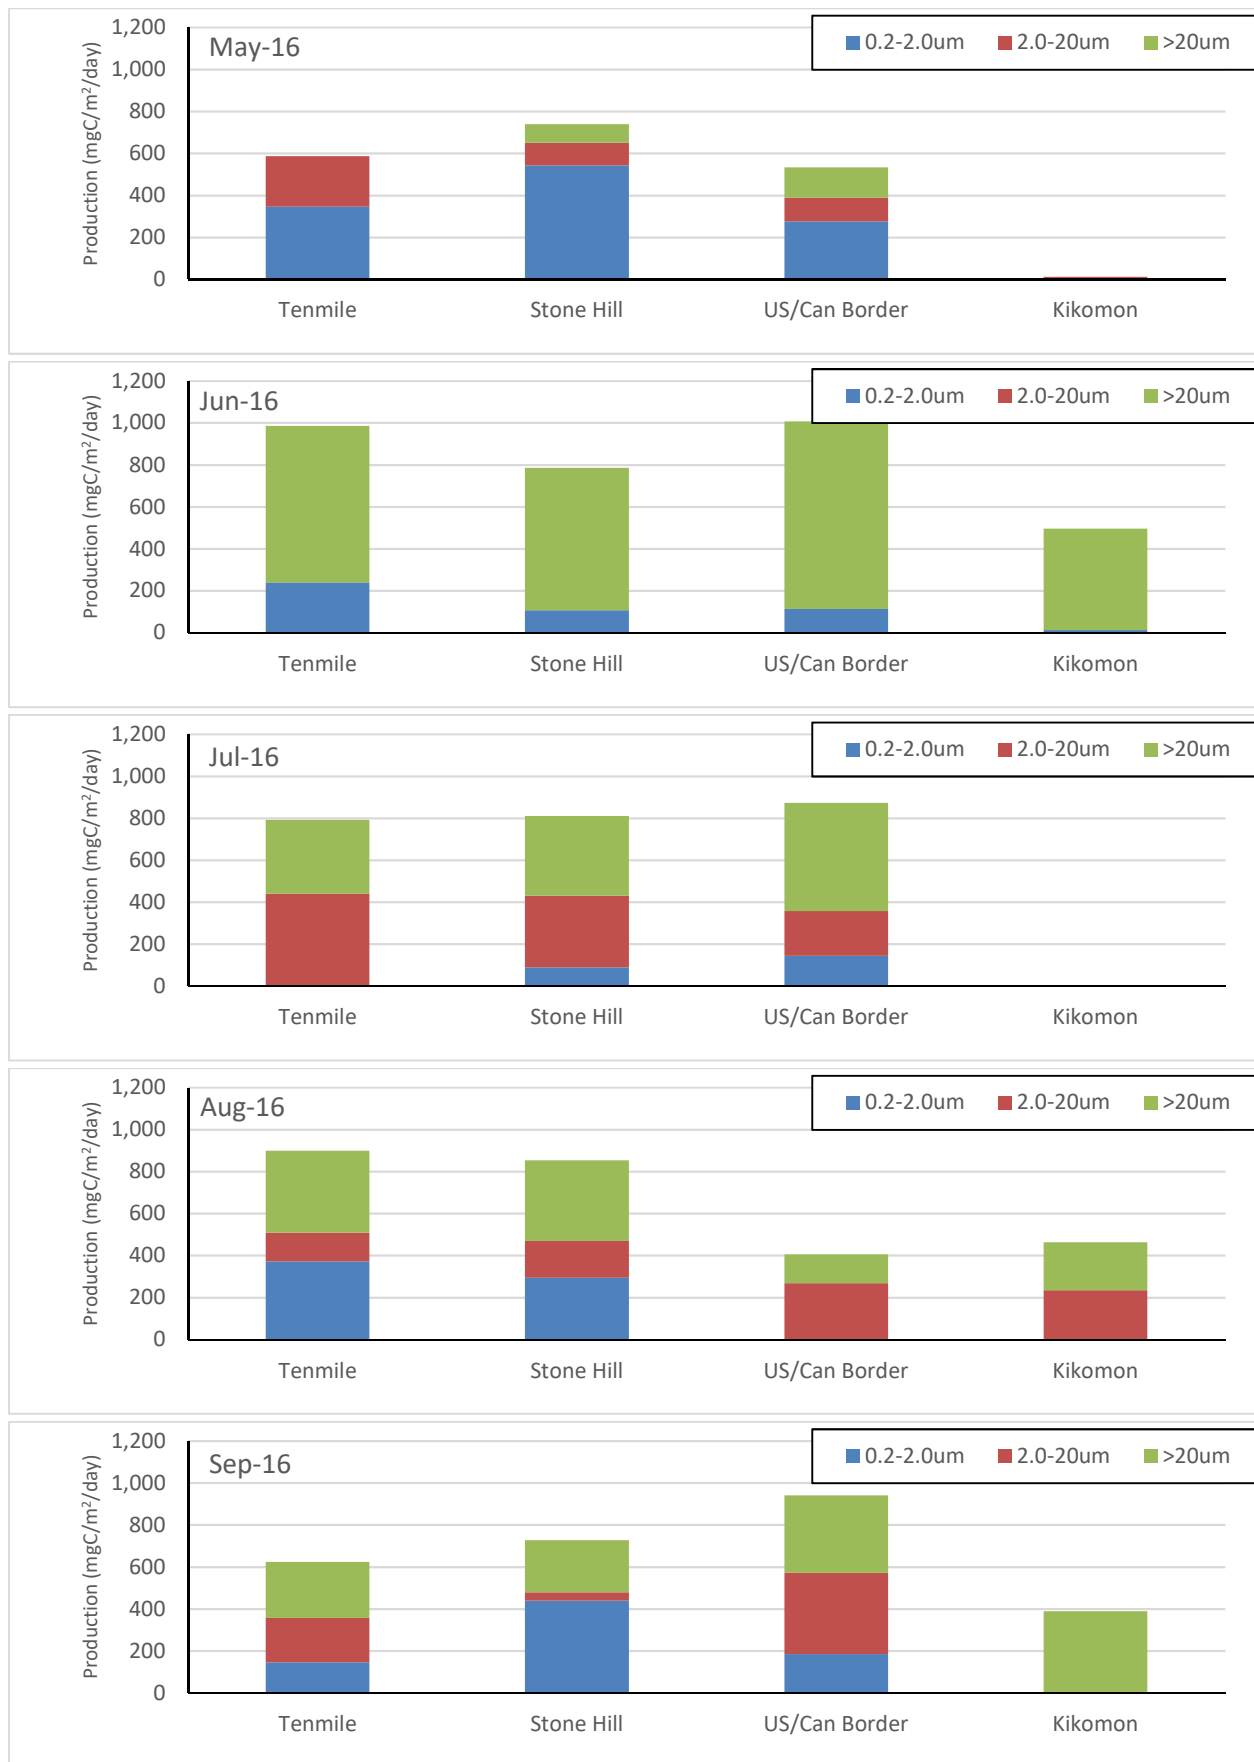 May-16
0.2-2.0um 2.0-20um >20um
Production (mgC/m²/day)
1,200
1,000
800
600
400
200
0
Tenmile Stone Hill US/Can Border Kikomon
Jun-16
0.2-2.0um 2.0-20um >20um
Production (mgC/m²/day)
1,200
1,000
800
600
400
200
0
Tenmile Stone Hill US/Can Border Kikomon
Jul-16
0.2-2.0um 2.0-20um >20um
Production (mgC/m²/day)
1,200
1,000
800
600
400
200
0
Tenmile Stone Hill US/Can Border Kikomon
Aug-16
0.2-2.0um 2.0-20um >20um
Production (mgC/m²/day)
1,200
1,000
800
600
400
200
0
Tenmile Stone Hill US/Can Border Kikomon
Sep-16
0.2-2.0um 2.0-20um >20um
Production (mgC/m²/day)
1,200
1,000
800
600
400
200
0
Tenmile Stone Hill US/Can Border Kikomon